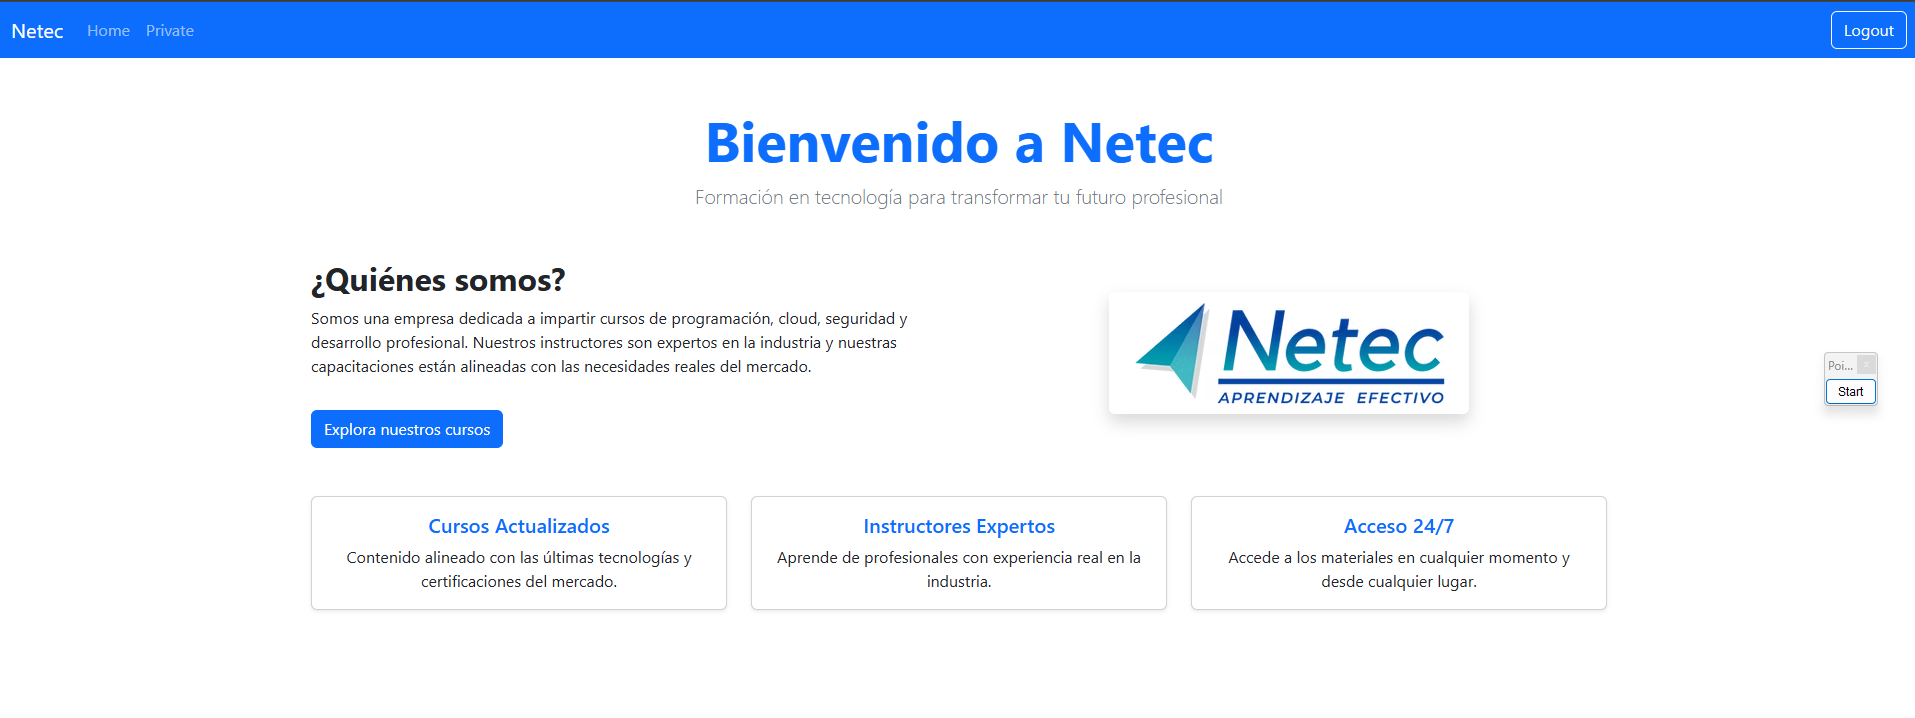 Netec Home Private Logout
Bienvenido a Netec
Formación en tecnología para transformar tu futuro profesional
¿Quiénes somos?
Somos una empresa dedicada a impartir cursos de programación, cloud, seguridad y
desarrollo profesional. Nuestros instructores son expertos en la industria y nuestras
capacitaciones están alineadas con las necesidades reales del mercado.
Explora nuestros cursos
Netec
APRENDIZAJE EFECTIVO
Poi...
Start
Cursos Actualizados
Contenido alineado con las últimas tecnologías y
certificaciones del mercado.
Instructores Expertos
Aprende de profesionales con experiencia real en la
industria.
Acceso 24/7
Accede a los materiales en cualquier momento y
desde cualquier lugar.